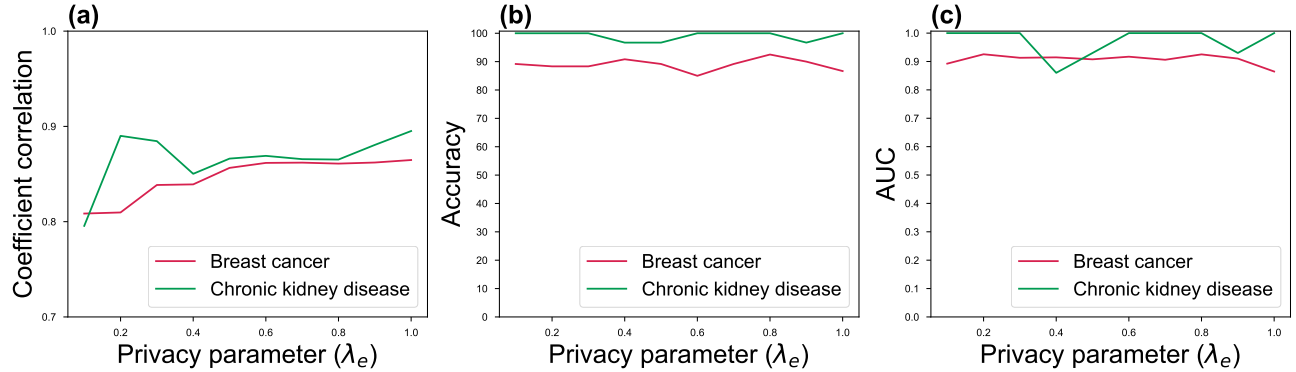 (a)
Coefficient correlation
1.0
0.9
0.8
0.7
Breast cancer
Chronic kidney disease
0.2 0.4 0.6 0.8 1.0
Privacy parameter (λe)
(b)
Accuracy
100
90
80
70
60
50
40
30
20
10
0
Breast cancer
Chronic kidney disease
0.2 0.4 0.6 0.8 1.0
Privacy parameter (λe)
(c)
AUC
1.0
0.9
0.8
0.7
0.6
0.5
0.4
0.3
0.2
0.1
0.0
Breast cancer
Chronic kidney disease
0.2 0.4 0.6 0.8 1.0
Privacy parameter (λe)